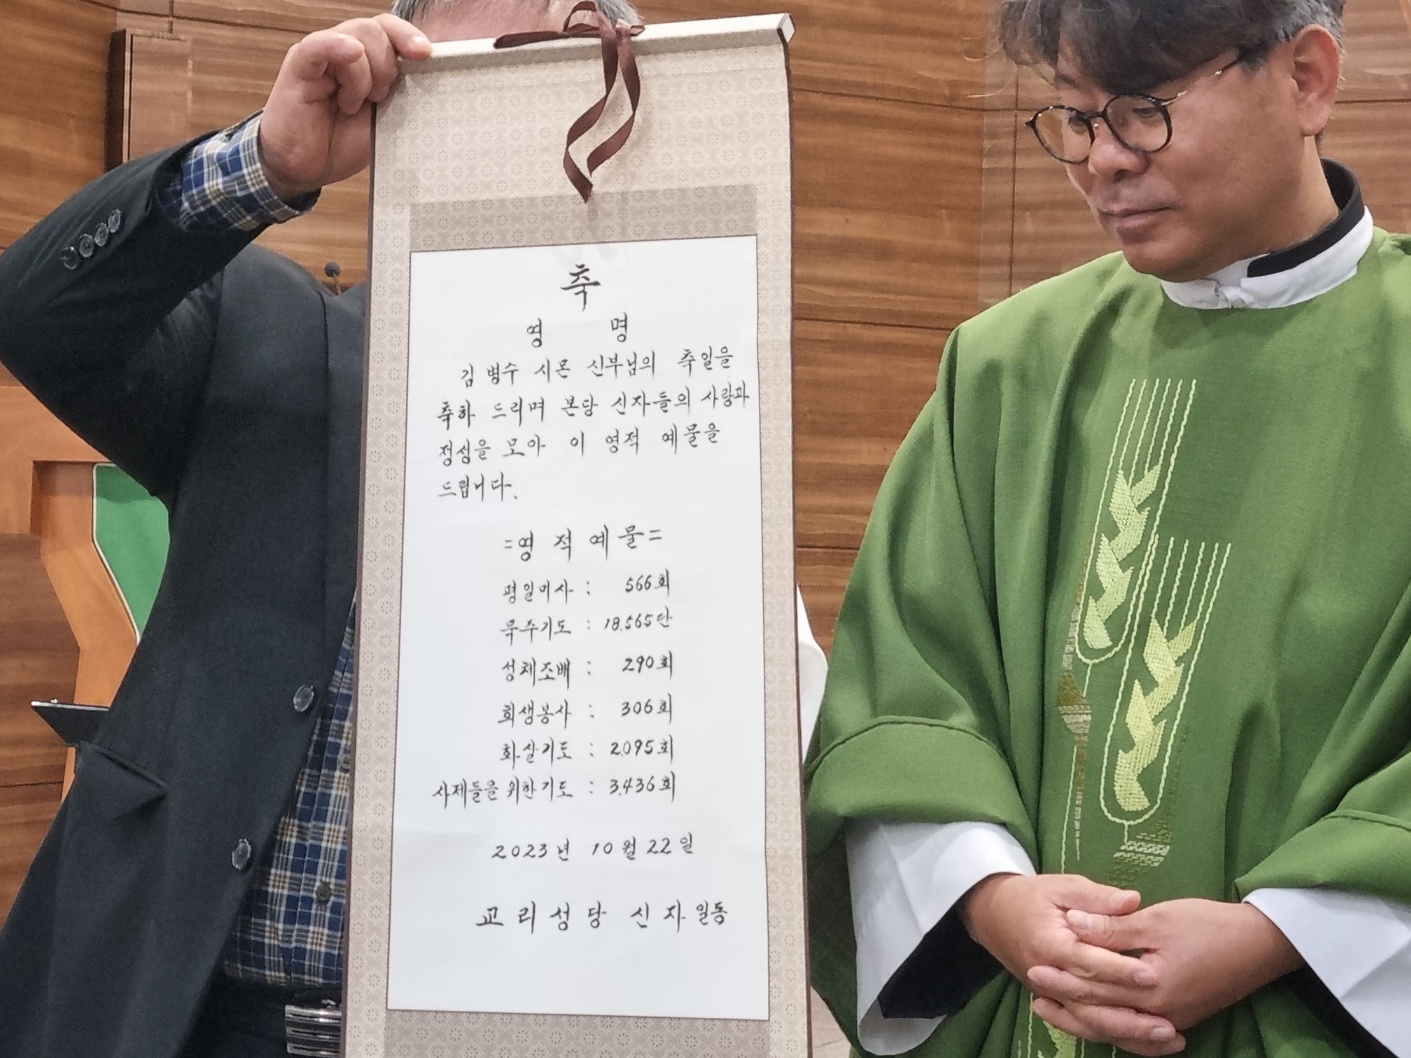 축
영 명
김 병수 시몬 신부님의 축일을
축하 드리며 본당 신자들의 사랑과
정성을 모아 이 영적 예물을
드립니다.
=영 적 예 물=
평일미사 : 566회
묵주기도 : 18,565단
성체조배 : 290회
희생봉사 : 306회
화살기도 : 2,095회
사제들을 위한 기도 : 3,436회
2023년 10월 22일
교 리 성 당 신 자 일동